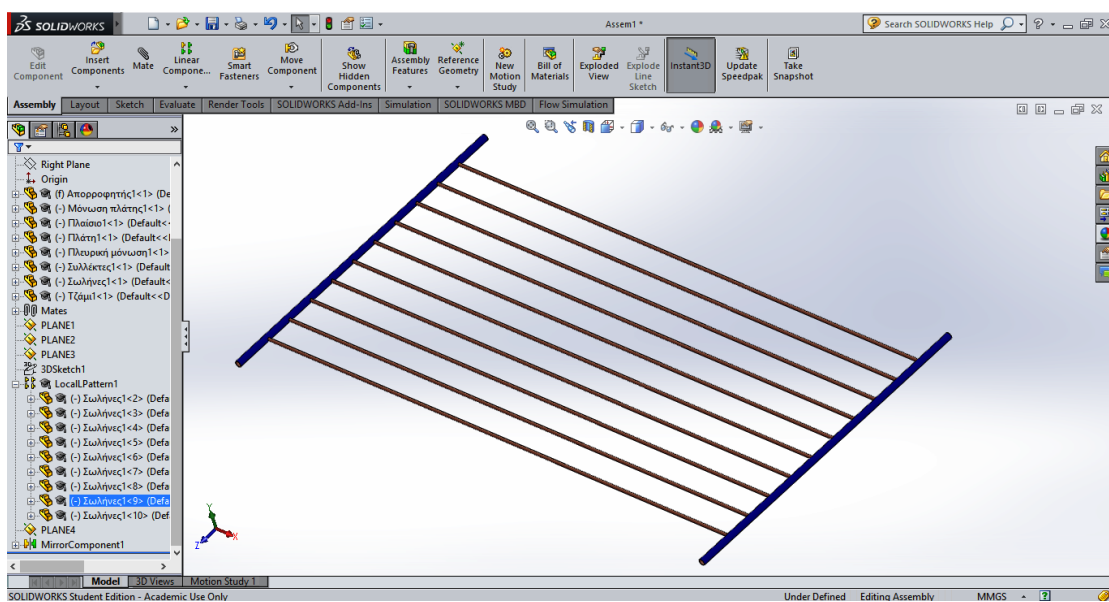 SOLIDWORKS
Assem1 *
Search SOLIDWORKS Help
Edit Component
Insert Components
Mate
Linear Compone...
Smart Fasteners
Move Component
Show Hidden Components
Assembly Features
Reference Geometry
New Motion Study
Bill of Materials
Exploded View
Explode Line Sketch
Instant3D
Update Speedpak
Take Snapshot
Assembly Layout Sketch Evaluate Render Tools SOLIDWORKS Add-Ins Simulation SOLIDWORKS MBD Flow Simulation
Right Plane
Origin
(f) Απορροφητής1<1> (De
(-) Μόνωση πλάτης1<1> (
(-) Πλαίσιο1<1> (Default<
(-) Πλάτη1<1> (Default<<
(-) Πλευρική μόνωση1<1>
(-) Συλλέκτες1<1> (Default
(-) Σωλήνες1<1> (Default<
(-) Τζάμι1<1> (Default<<D
Mates
PLANE1
PLANE2
PLANE3
3DSketch1
LocalLPattern1
(-) Σωλήνες1<2> (Defa
(-) Σωλήνες1<3> (Defa
(-) Σωλήνες1<4> (Defa
(-) Σωλήνες1<5> (Defa
(-) Σωλήνες1<6> (Defa
(-) Σωλήνες1<7> (Defa
(-) Σωλήνες1<8> (Defa
(-) Σωλήνες1<9> (Defa
(-) Σωλήνες1<10> (Def
PLANE4
MirrorComponent1
Y
X
Z
Model 3D Views Motion Study 1
SOLIDWORKS Student Edition - Academic Use Only
Under Defined Editing Assembly MMGS